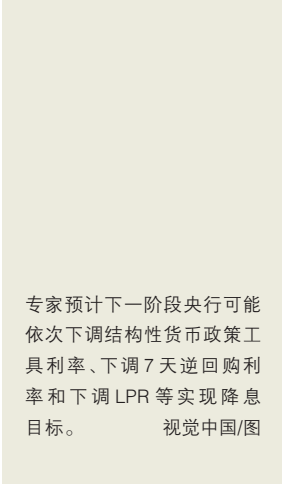 专家预计下一阶段央行可能
依次下调结构性货币政策工
具利率、下调7天逆回购利
率和下调LPR等实现降息
目标。 视觉中国/图